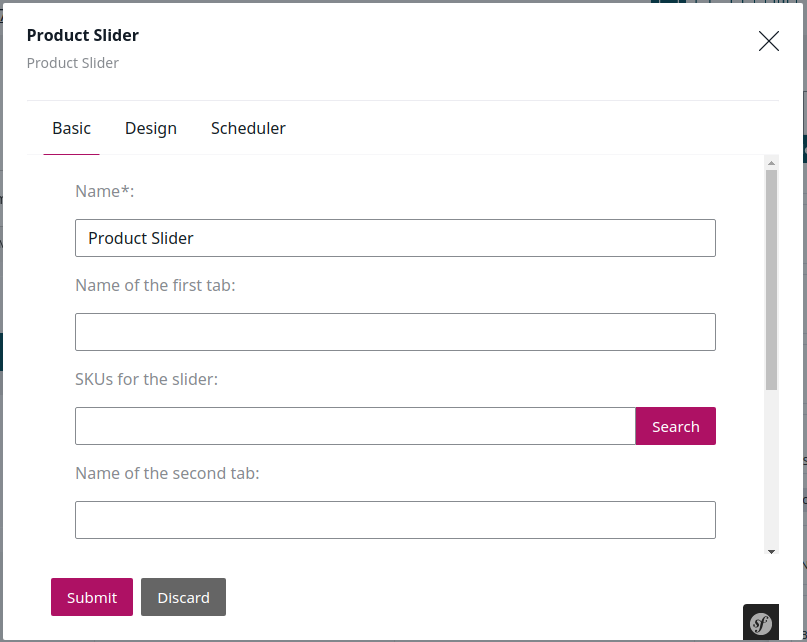 Product Slider
Product Slider
Basic Design Scheduler
Name*:
Product Slider
Name of the first tab:
SKUs for the slider:
Search
Name of the second tab:
Submit Discard
sf